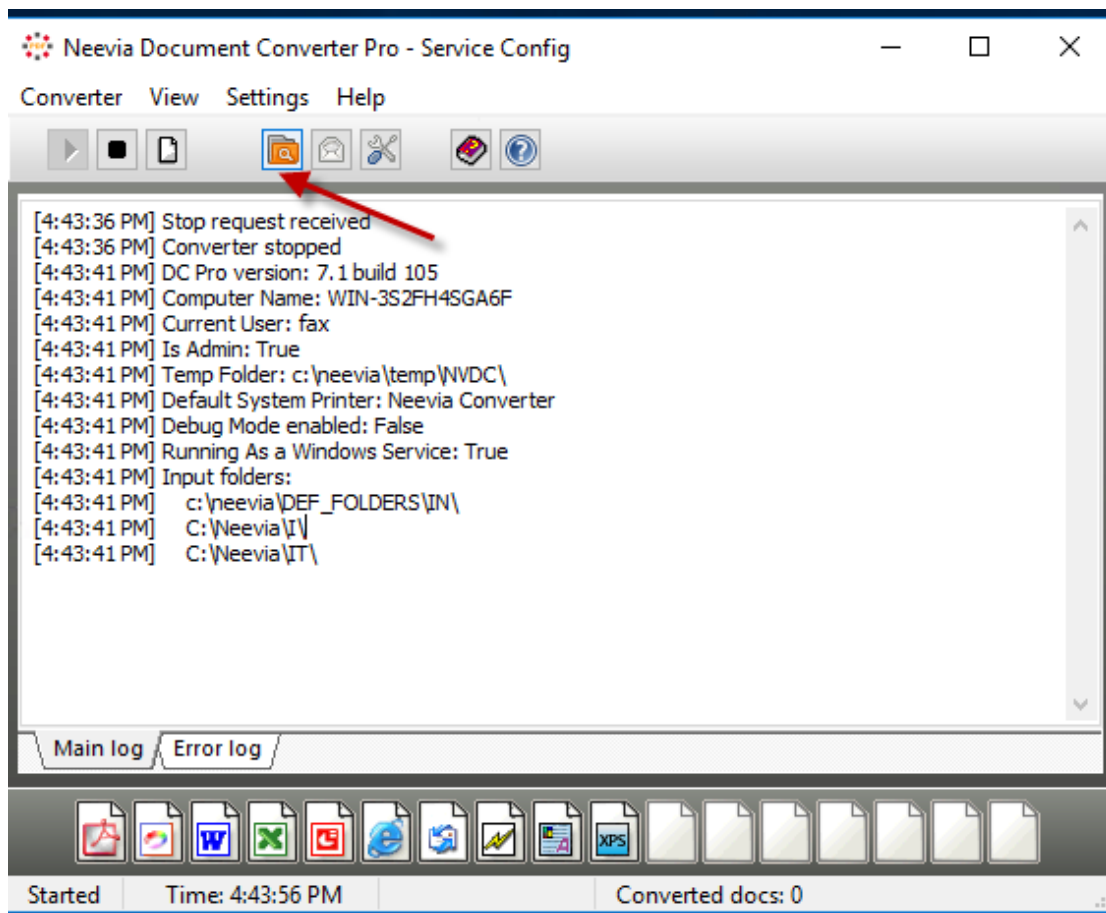 Neevia Document Converter Pro - Service Config
Converter View Settings Help
[4:43:36 PM] Stop request received
[4:43:36 PM] Converter stopped
[4:43:41 PM] DC Pro version: 7.1 build 105
[4:43:41 PM] Computer Name: WIN-3S2FH4SGA6F
[4:43:41 PM] Current User: fax
[4:43:41 PM] Is Admin: True
[4:43:41 PM] Temp Folder: c:\neevia\temp\NVDC\
[4:43:41 PM] Default System Printer: Neevia Converter
[4:43:41 PM] Debug Mode enabled: False
[4:43:41 PM] Running As a Windows Service: True
[4:43:41 PM] Input folders:
[4:43:41 PM] c:\neevia\DEF_FOLDERS\IN\
[4:43:41 PM] C:\Neevia\I\
[4:43:41 PM] C:\Neevia\IT\
Main log Error log
W XPS
Started Time: 4:43:56 PM Converted docs: 0